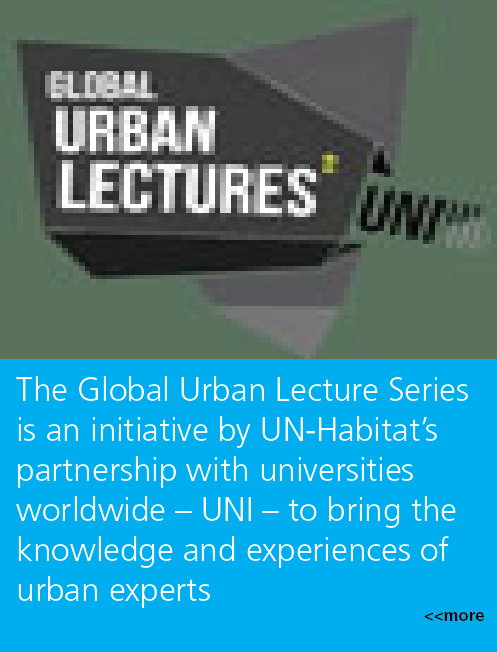 GLOBAL
URBAN
LECTURES
UNI
The Global Urban Lecture Series
is an initiative by UN-Habitat’s
partnership with universities
worldwide – UNI – to bring the
knowledge and experiences of
urban experts
<<more